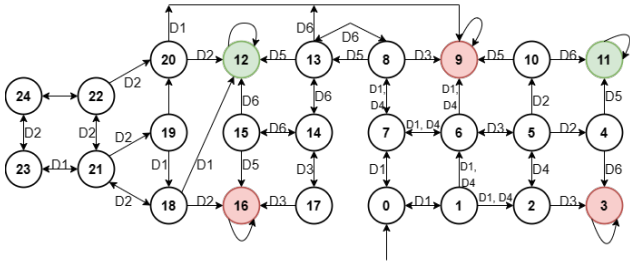 D1 D6 D6
20 D2 12 D5 13 D5 8 D3 9 D5 10 D6 11
D2 D1, D4 D1, D4
24 22 D6 D6 D2 D5
D2 D2 D2 19 15 D6 14 7 D1, D4 6 D3 5 D2 4
23 D1 21 D1 D1 D5 D3 D1 D1, D4 D4 D6
D2 18 D2 16 D3 17 0 D1 1 D1, D4 2 D3 3